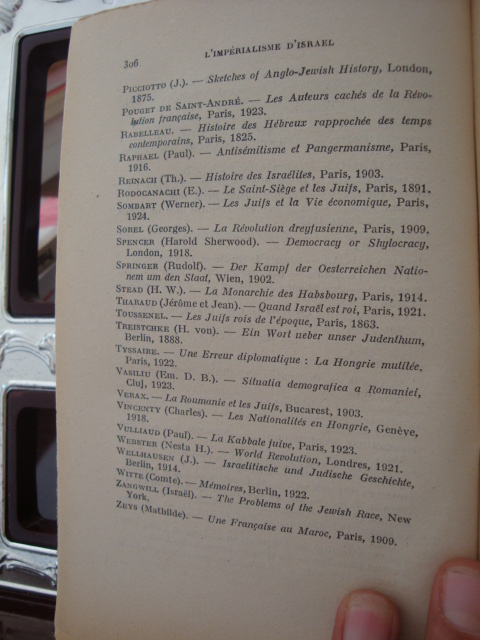 306 L'IMPÉRIALISME D'ISRAEL
PICCIOTTO (J.). — Sketches of Anglo-Jewish History, London,
1875.
POUGET DE SAINT-ANDRÉ. — Les Auteurs cachés de la Révo-
lution française, Paris, 1923.
RABELLEAU. — Histoire des Hébreux rapprochée des temps
contemporains, Paris, 1825.
RAPHAEL (Paul). — Antisémitisme et Pangermanisme, Paris,
1916.
REINACH (Th.). — Histoire des Israélites, Paris, 1903.
RODOCANACHI (E.). — Le Saint-Siège et les Juifs, Paris, 1891.
SOMBART (Werner). — Les Juifs et la Vie économique, Paris,
1924.
SOREL (Georges). — La Révolution dreyfusienne, Paris, 1909.
SPENCER (Harold Sherwood). — Democracy or Shylocracy,
London, 1918.
SPRINGER (Rudolf). — Der Kampf der Oesterreichen Natio-
nem um den Staat, Wien, 1902.
STEAD (H. W.). — La Monarchie des Habsbourg, Paris, 1914.
THARAUD (Jérôme et Jean). — Quand Israël est roi, Paris, 1921.
TOUSSENEL. — Les Juifs rois de l'époque, Paris, 1863.
TREISTCHKE (H. von). — Ein Wort ueber unser Judenthum,
Berlin, 1888.
TYSSAIRE. — Une Erreur diplomatique : La Hongrie mutilée,
Paris, 1922.
VASILIU (Em. D. B.). — Situatia demografica a Romaniei,
Cluj, 1923.
VERAX. — La Roumanie et les Juifs, Bucarest, 1903.
VINCENTY (Charles). — Les Nationalités en Hongrie, Genève,
1918.
VULLIAUD (Paul). — La Kabbale juive, Paris, 1923.
WEBSTER (Nesta H.). — World Revolution, Londres, 1921.
WELLHAUSEN (J.). — Israelitische und Judische Geschichte,
Berlin, 1914.
WITTE (Comte). — Mémoires, Berlin, 1922.
ZANGWILL (Israël). — The Problems of the Jewish Race, New
York.
ZEYS (Mathilde). — Une Française au Maroc, Paris, 1909.